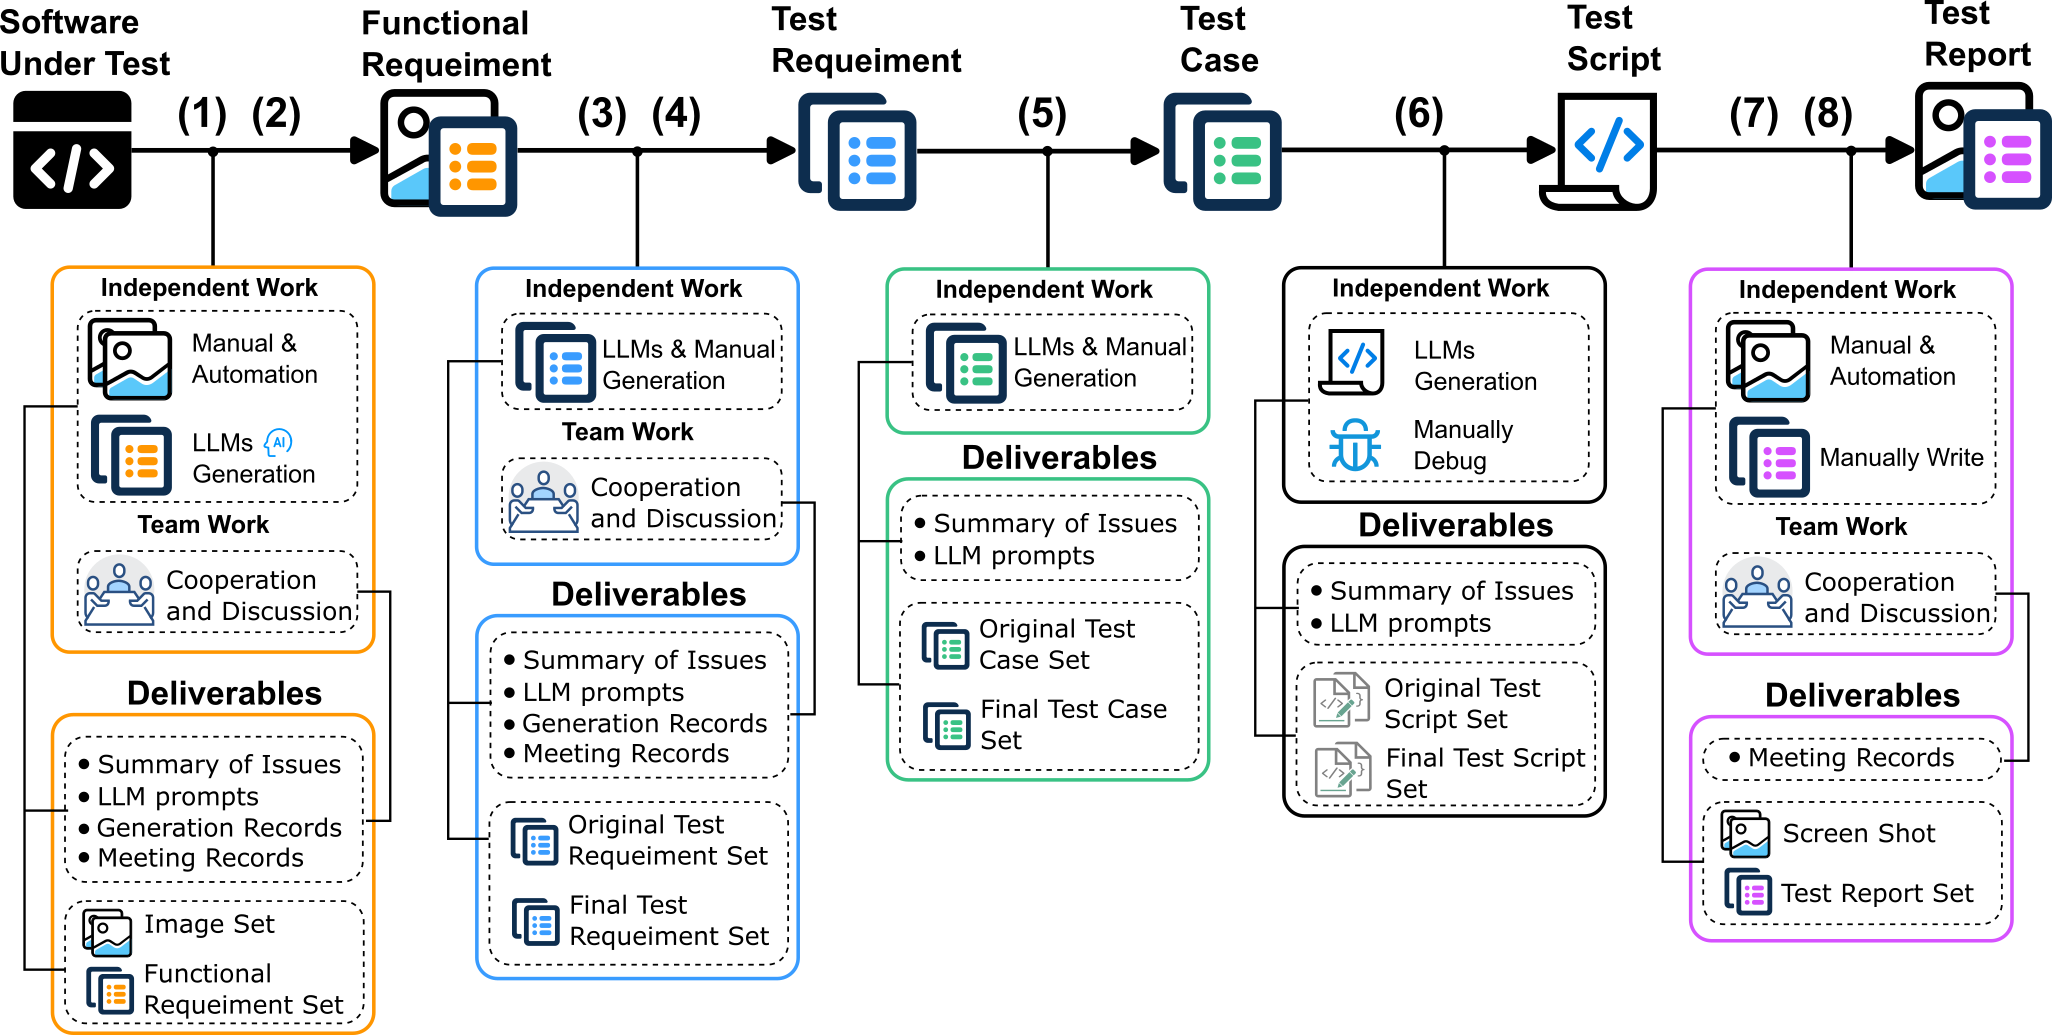 Software
Under Test
Functional
Requeiment
Test
Requeiment
Test
Case
Test
Script
Test
Report
(1) (2)
(3) (4)
(5)
(6)
(7) (8)
Independent Work
Manual &
Automation
LLMs AI
Generation
Team Work
Cooperation
and Discussion
Deliverables
• Summary of Issues
• LLM prompts
• Generation Records
• Meeting Records
Image Set
Functional
Requeiment Set
Independent Work
LLMs & Manual
Generation
Team Work
Cooperation
and Discussion
Deliverables
• Summary of Issues
• LLM prompts
• Generation Records
• Meeting Records
Original Test
Requeiment Set
Final Test
Requeiment Set
Independent Work
LLMs & Manual
Generation
Deliverables
• Summary of Issues
• LLM prompts
Original Test
Case Set
Final Test Case
Set
Independent Work
LLMs
Generation
Manually
Debug
Deliverables
• Summary of Issues
• LLM prompts
Original Test
Script Set
Final Test Script
Set
Independent Work
Manual &
Automation
Manually Write
Team Work
Cooperation
and Discussion
Deliverables
• Meeting Records
Screen Shot
Test Report Set